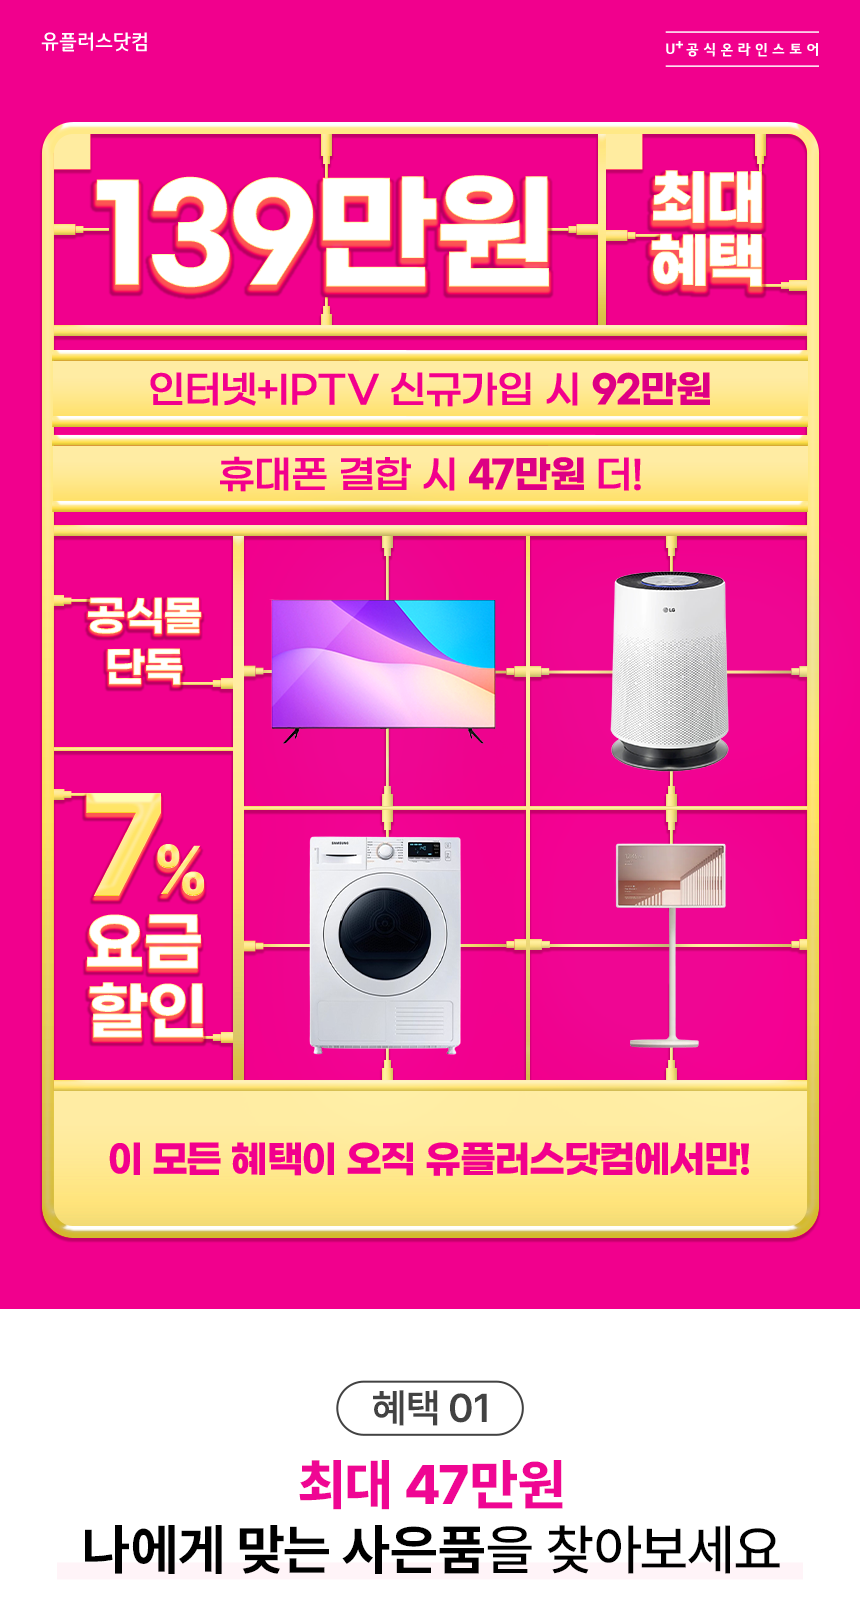 유플러스닷컴
U+공식온라인스토어
139만원
최대
혜택
인터넷+IPTV 신규가입 시 92만원
휴대폰 결합 시 47만원 더!
공식몰
단독
LG
7%
요금
할인
SAMSUNG
이 모든 혜택이 오직 유플러스닷컴에서만!
혜택 01
최대 47만원
나에게 맞는 사은품을 찾아보세요